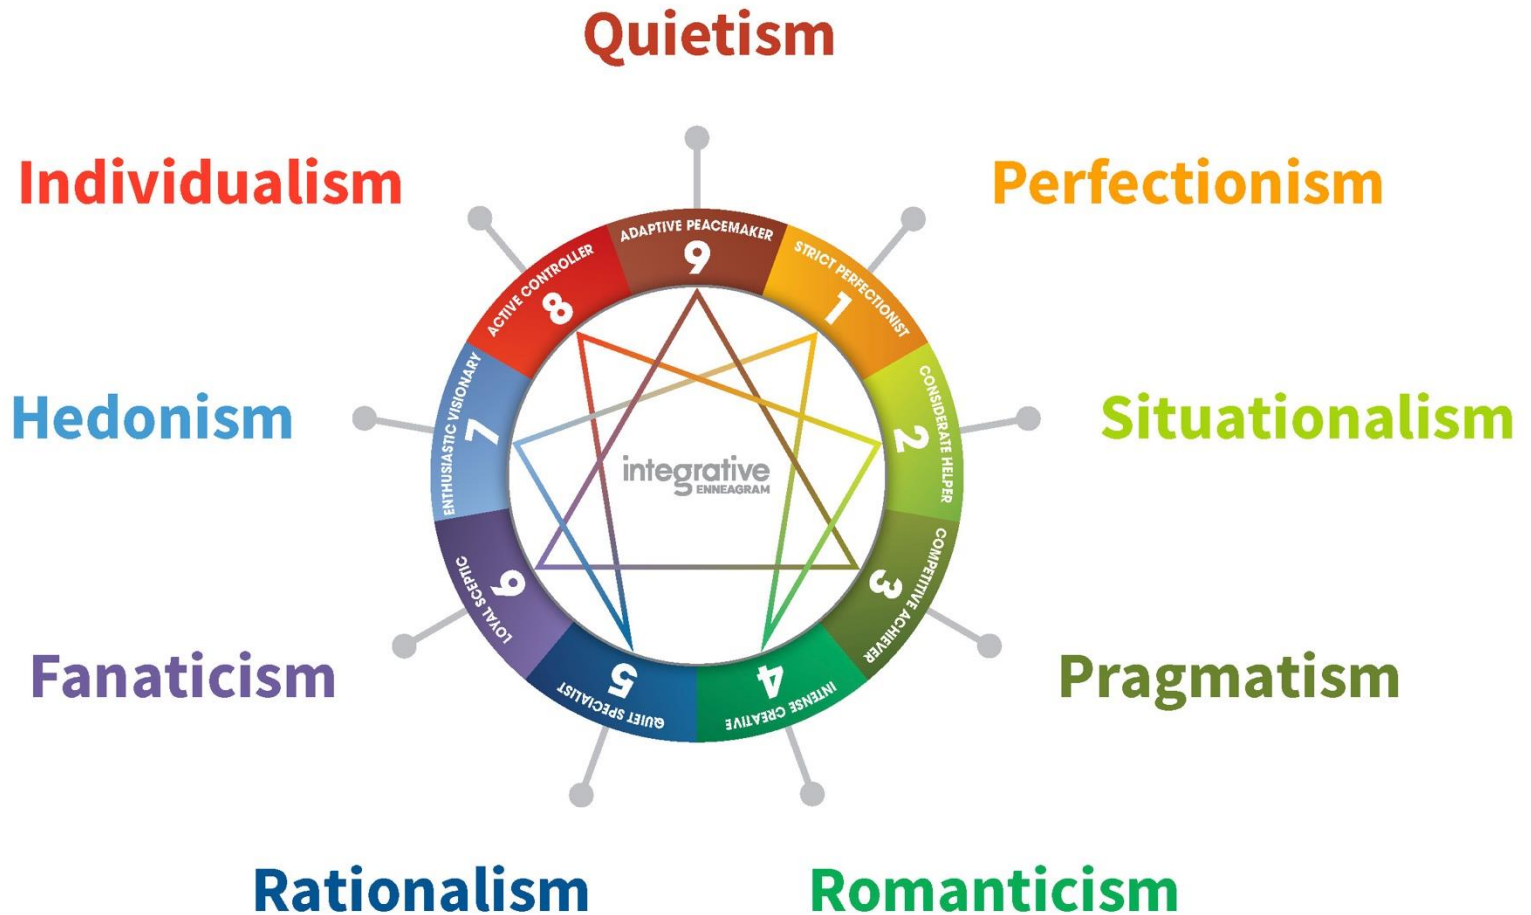 Quietism
Individualism
Perfectionism
ADAPTIVE PEACEMAKER
9
STRICT PERFECTIONIST
1
ACTIVE CONTROLLER
8
Hedonism
Situationalism
ENTHUSIASTIC VISIONARY
7
CONSIDERATE HELPER
2
integrative
ENNEAGRAM
LOYAL SCEPTIC
6
COMPETITIVE ACHIEVER
3
Fanaticism
Pragmatism
QUIET SPECIALIST
5
INTENSE CREATIVE
4
Rationalism
Romanticism